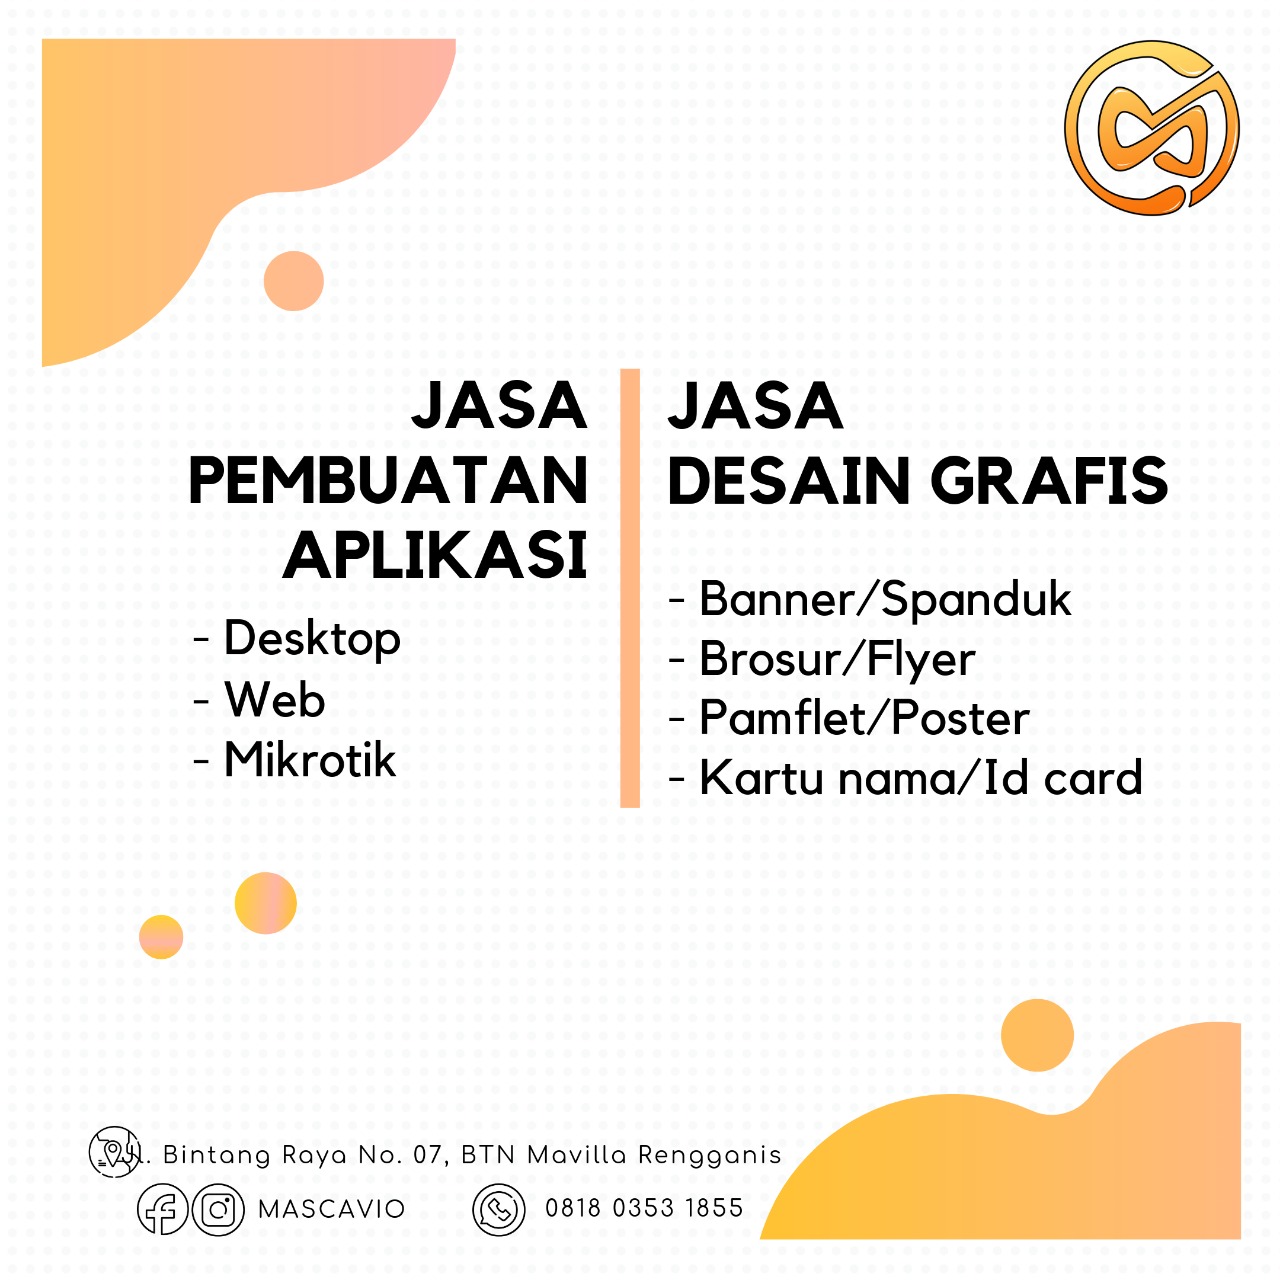 JASA
PEMBUATAN
APLIKASI
- Desktop
- Web
- Mikrotik
JASA
DESAIN GRAFIS
- Banner/Spanduk
- Brosur/Flyer
- Pamflet/Poster
- Kartu nama/Id card
Jl. Bintang Raya No. 07, BTN Mavilla Rengganis
MASCAVIO
0818 0353 1855